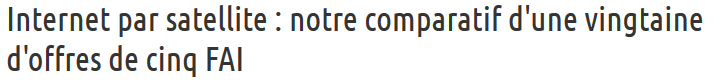 Internet par satellite : notre comparatif d'une vingtaine
d'offres de cinq FAI